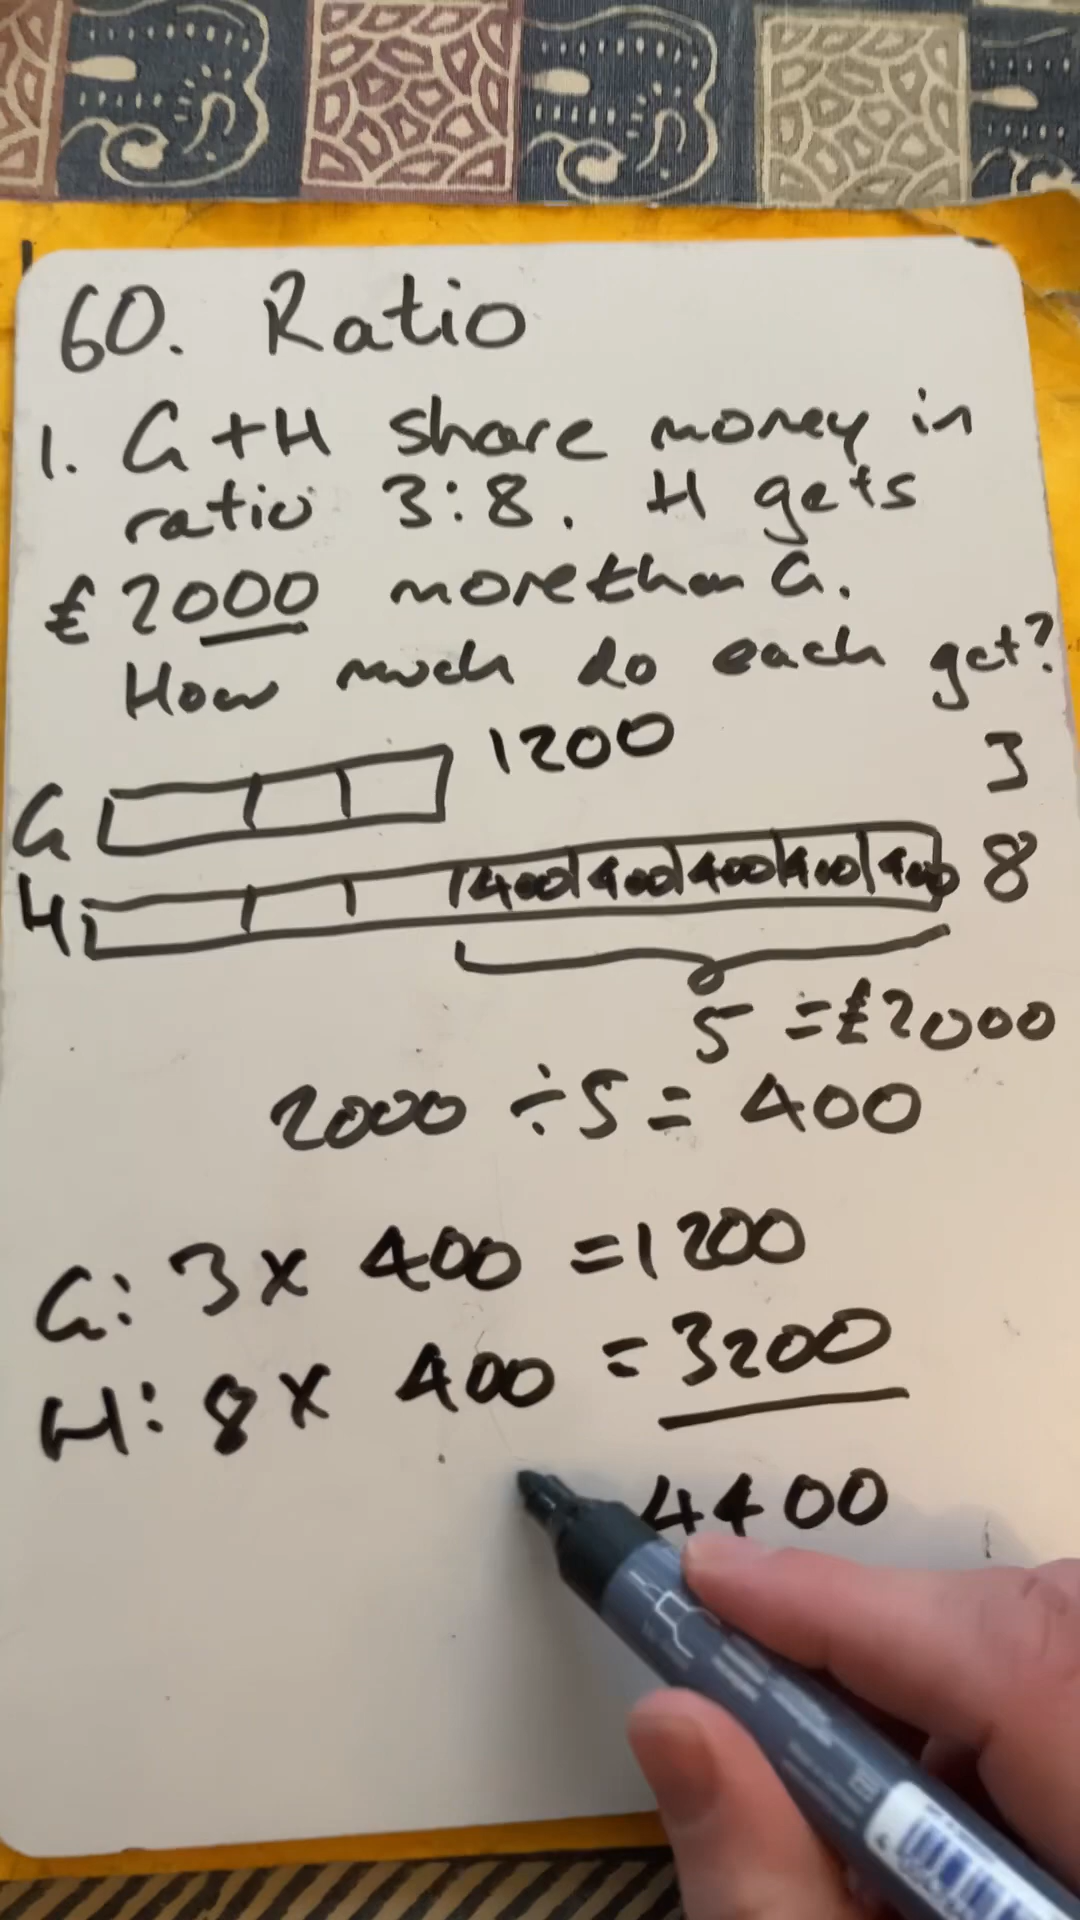 60. Ratio
1. G+H share money in
ratio 3:8. H gets
£2000 more than G.
How much do each get?
1200
G 3
H 400 400 400 400 400 8
5 = £2000
2000 ÷ 5 = 400
G: 3 x 400 = 1200
H: 8 x 400 = 3200
4400